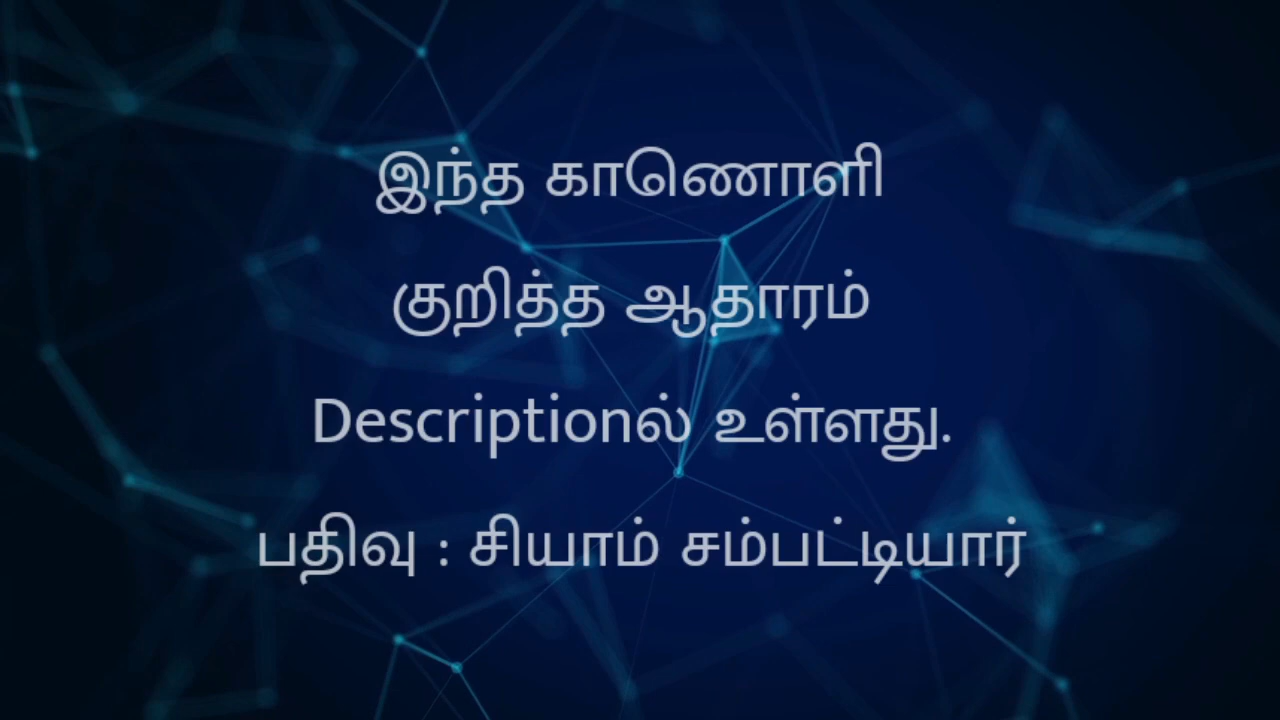 இந்த காணொளி
குறித்த ஆதாரம்
Descriptionல் உள்ளது.
பதிவு : சியாம் சம்பட்டியார்